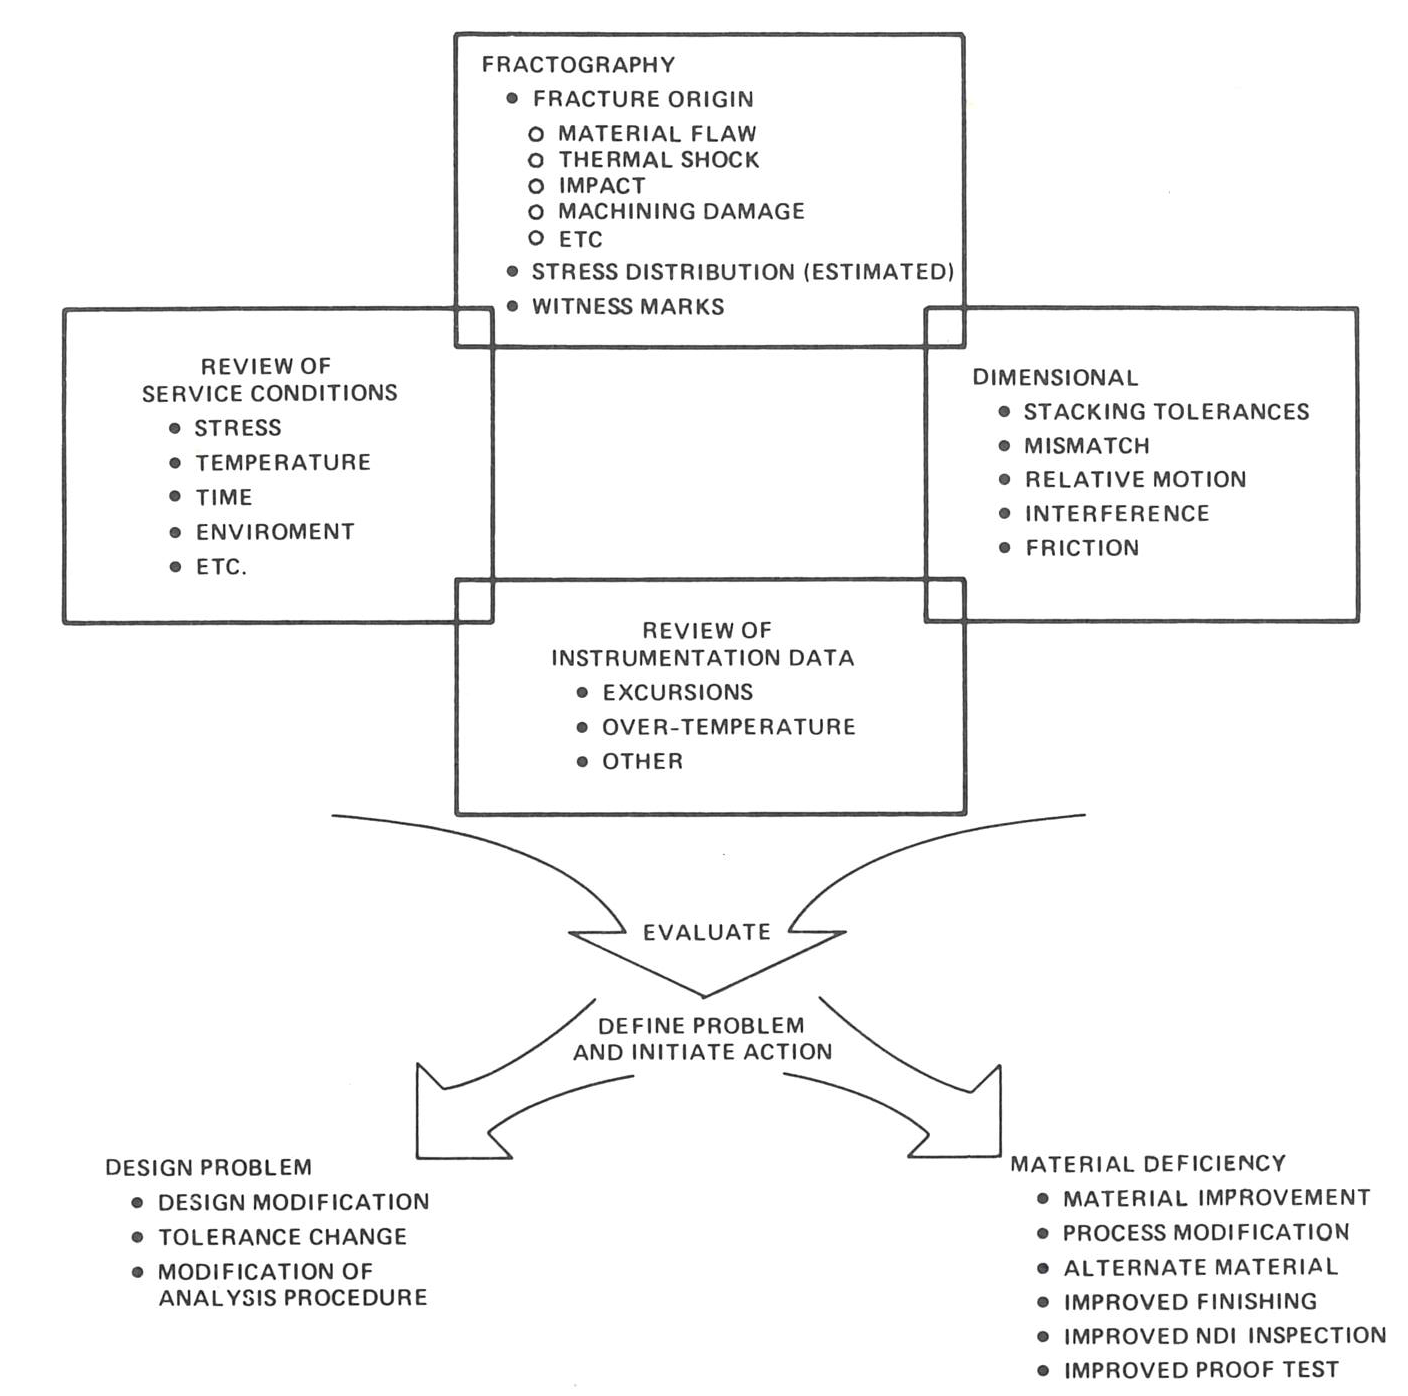 FRACTOGRAPHY
● FRACTURE ORIGIN
○ MATERIAL FLAW
○ THERMAL SHOCK
○ IMPACT
○ MACHINING DAMAGE
○ ETC
● STRESS DISTRIBUTION (ESTIMATED)
● WITNESS MARKS
REVIEW OF
SERVICE CONDITIONS
● STRESS
● TEMPERATURE
● TIME
● ENVIROMENT
● ETC.
DIMENSIONAL
● STACKING TOLERANCES
● MISMATCH
● RELATIVE MOTION
● INTERFERENCE
● FRICTION
REVIEW OF
INSTRUMENTATION DATA
● EXCURSIONS
● OVER-TEMPERATURE
● OTHER
EVALUATE
DEFINE PROBLEM
AND INITIATE ACTION
DESIGN PROBLEM
● DESIGN MODIFICATION
● TOLERANCE CHANGE
● MODIFICATION OF
ANALYSIS PROCEDURE
MATERIAL DEFICIENCY
● MATERIAL IMPROVEMENT
● PROCESS MODIFICATION
● ALTERNATE MATERIAL
● IMPROVED FINISHING
● IMPROVED NDI INSPECTION
● IMPROVED PROOF TEST